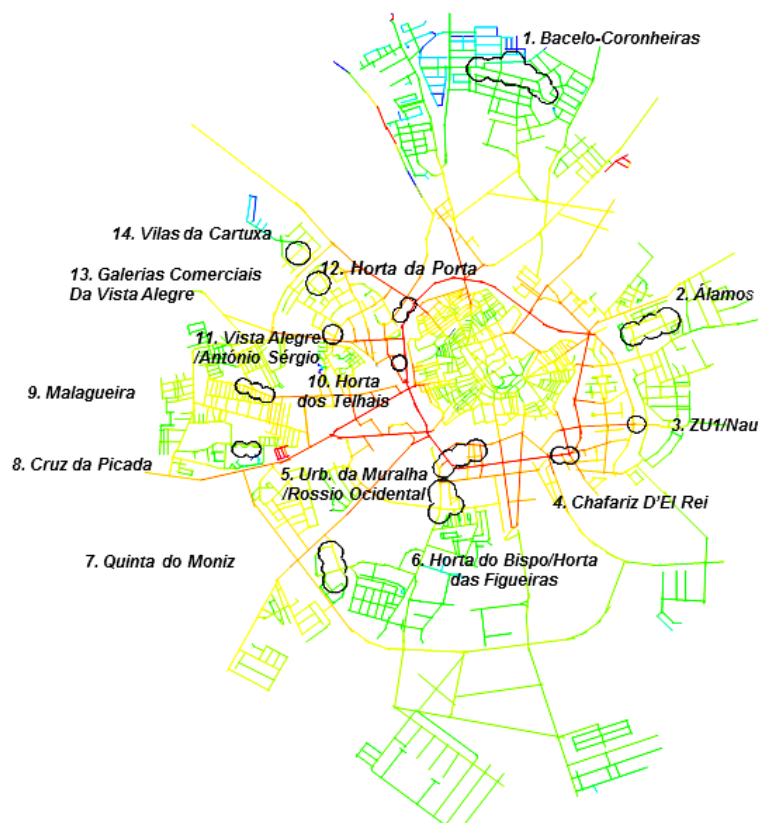 1. Bacelo-Coronheiras
14. Vilas da Cartuxa
12. Horta da Porta
13. Galerias Comerciais
Da Vista Alegre
2. Álamos
11. Vista Alegre
/António Sérgio
10. Horta
dos Telhais
9. Malagueira
3. ZU1/Nau
8. Cruz da Picada
5. Urb. da Muralha
/Rossio Ocidental
4. Chafariz D'El Rei
7. Quinta do Moniz
6. Horta do Bispo/Horta
das Figueiras